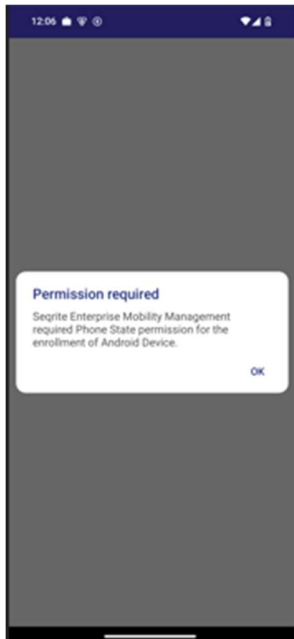 12:06
Permission required
Seqrite Enterprise Mobility Management
required Phone State permission for the
enrollment of Android Device.
OK